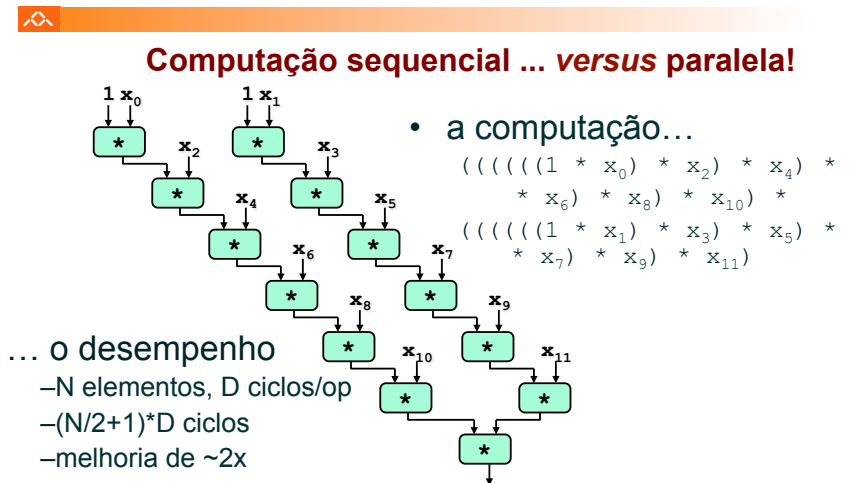 Computação sequencial ... versus paralela!
1 x₀
1 x₁
* *
x₂ x₃
* *
x₄ x₅
* *
x₆ x₇
* *
x₈ x₉
* *
x₁₀ x₁₁
* *
*
• a computação…
((((((1 * x₀) * x₂) * x₄) *
* x₆) * x₈) * x₁₀) *
((((((1 * x₁) * x₃) * x₅) *
* x₇) * x₉) * x₁₁)
… o desempenho
–N elementos, D ciclos/op
–(N/2+1)*D ciclos
–melhoria de ~2x